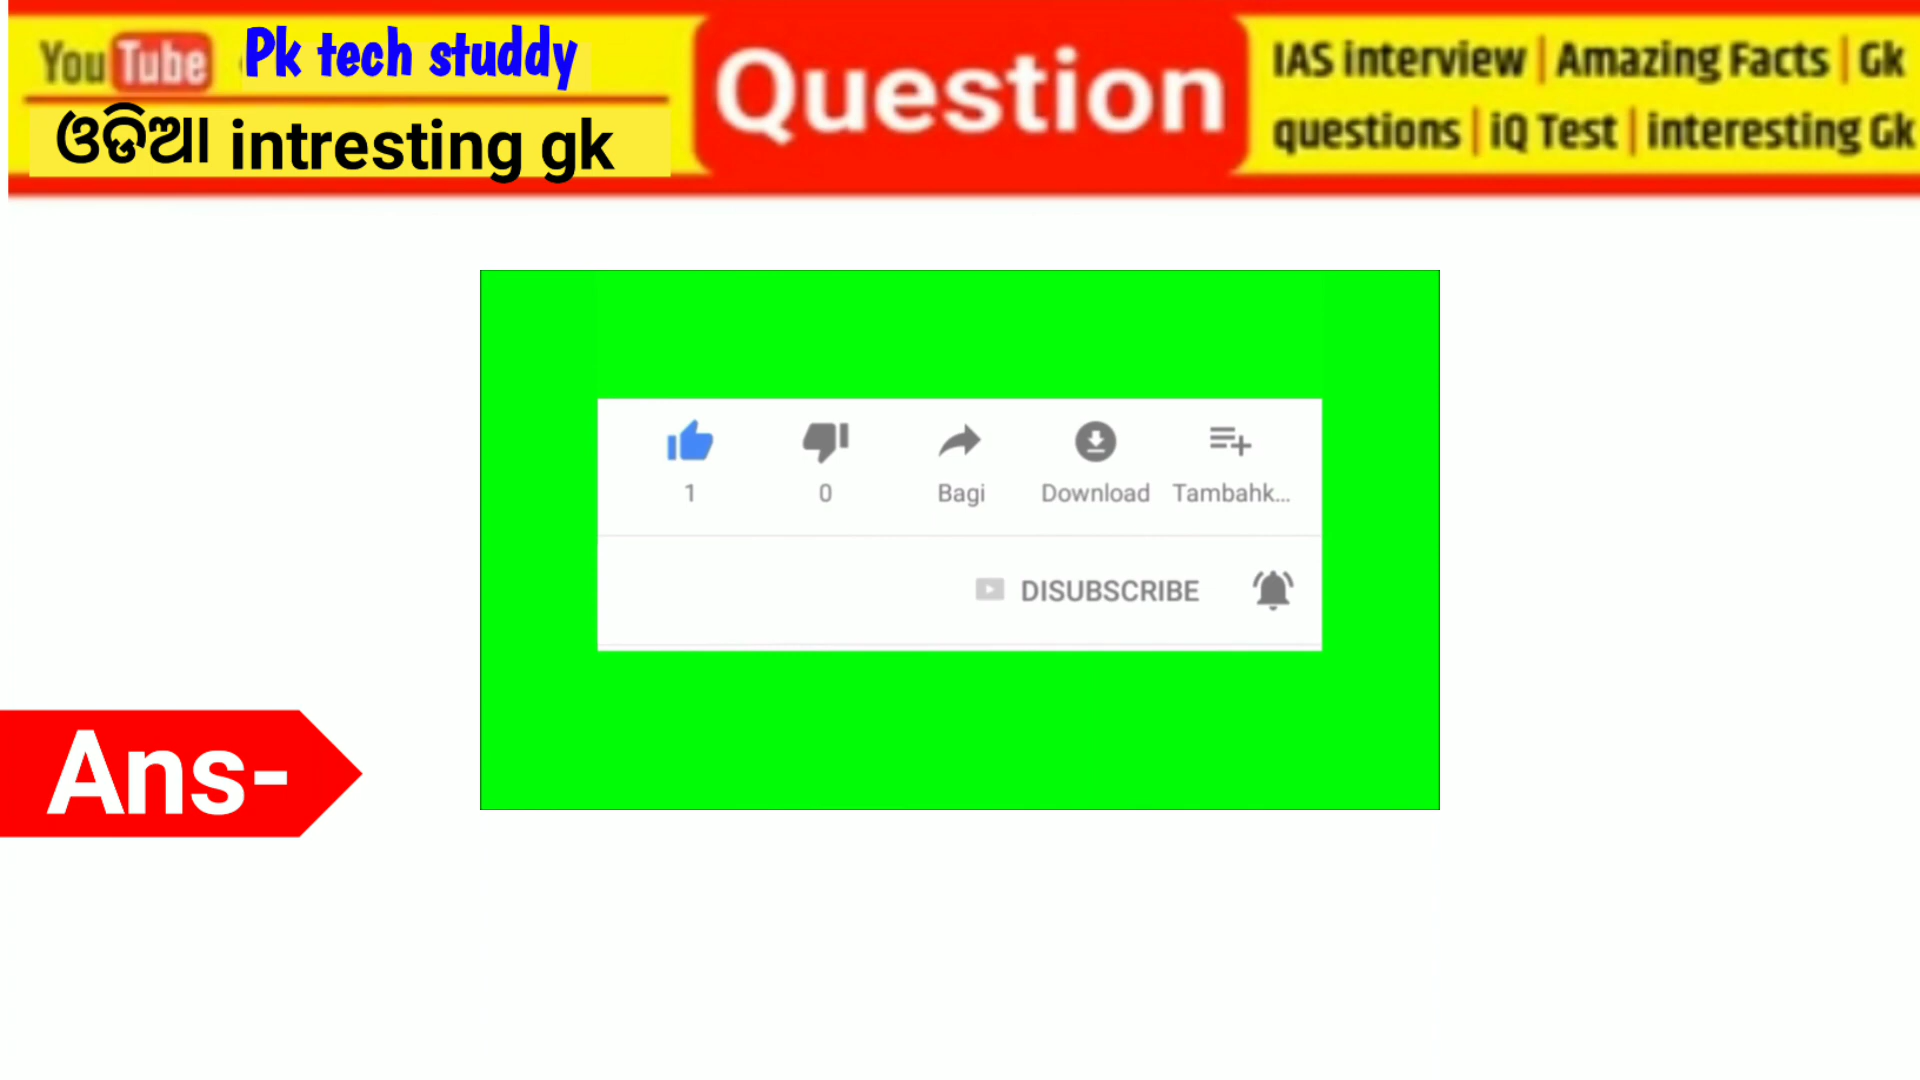 YouTube Pk tech studdy
ଓଡିଆ intresting gk
Question
IAS interview | Amazing Facts | Gk
questions | iQ Test | interesting Gk
1 0 Bagi Download Tambahk...
DISUBSCRIBE
Ans-